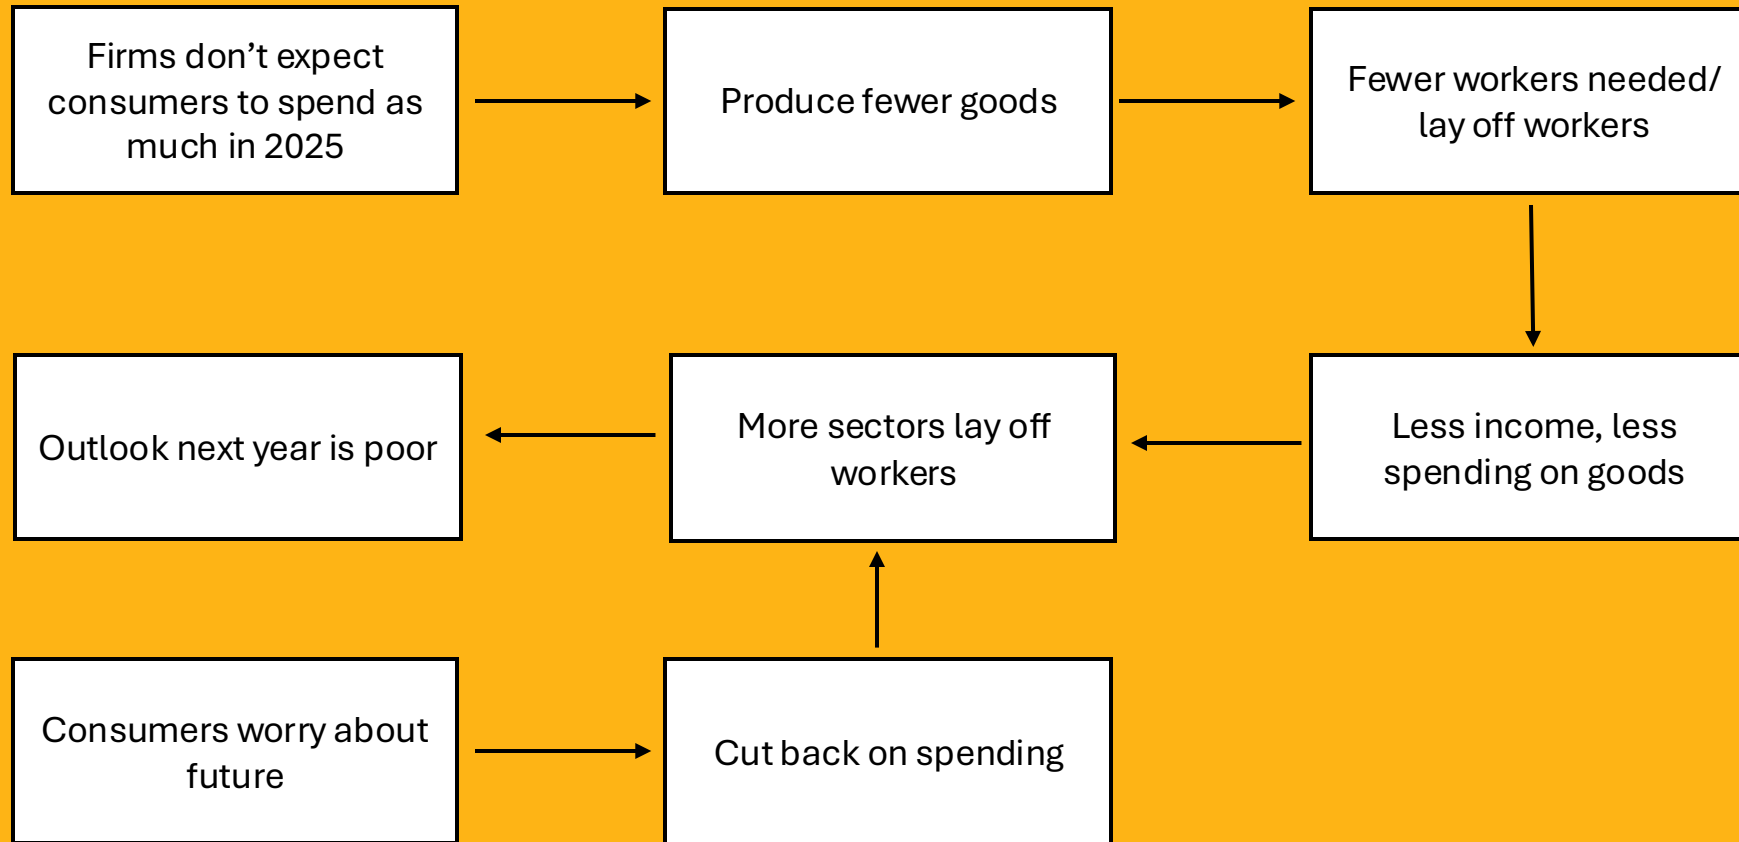 Firms don’t expect
consumers to spend as
much in 2025
Produce fewer goods
Fewer workers needed/
lay off workers
Outlook next year is poor
More sectors lay off
workers
Less income, less
spending on goods
Consumers worry about
future
Cut back on spending